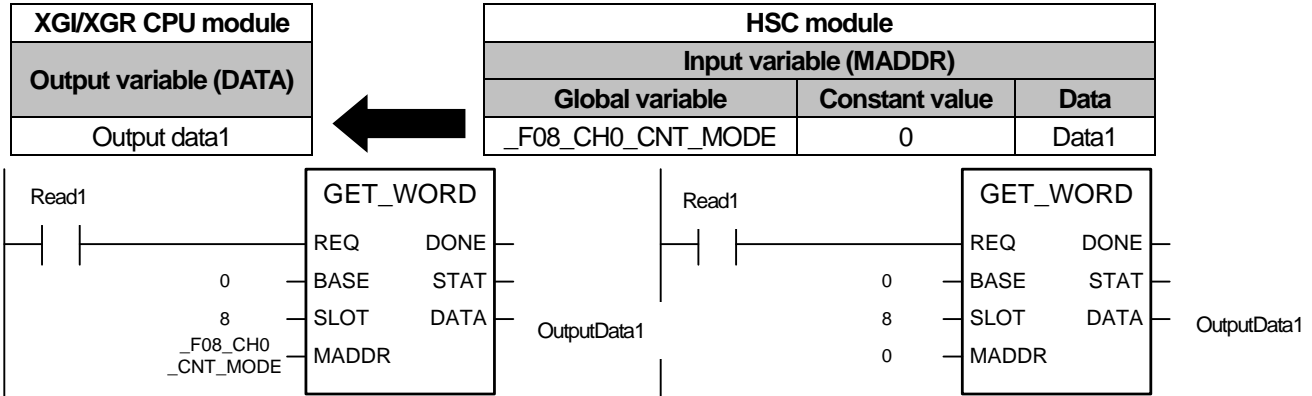 XGI/XGR CPU module
Output variable (DATA)
Output data1
HSC module
Input variable (MADDR)
Global variable Constant value Data
_F08_CH0_CNT_MODE 0 Data1
Read1
GET_WORD
REQ DONE
0 BASE STAT
8 SLOT DATA OutputData1
_F08_CH0
_CNT_MODE MADDR
Read1
GET_WORD
REQ DONE
0 BASE STAT
8 SLOT DATA OutputData1
0 MADDR